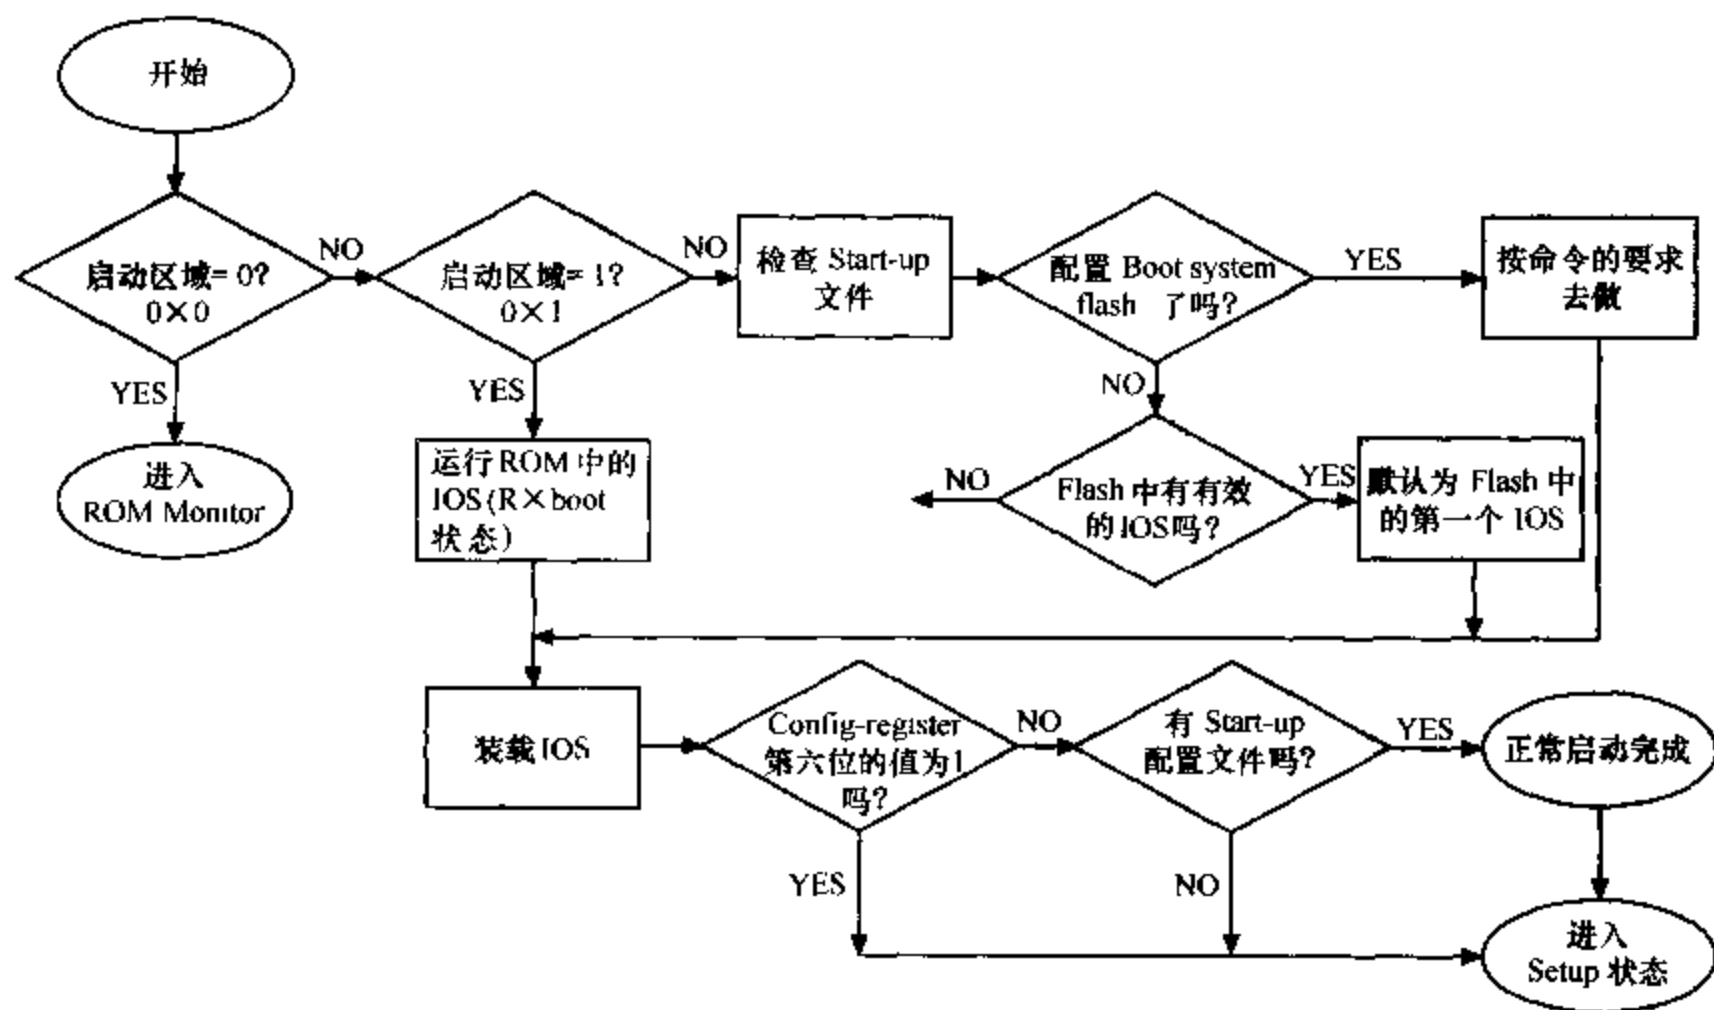 开始
启动区域= 0?
0×0
NO
YES
进入
ROM Monitor
启动区域= 1?
0×1
NO
YES
运行ROM 中的
IOS(R×boot
状态)
检查 Start-up
文件
配置 Boot system
flash 了吗?
YES
按命令的要求
去做
NO
Flash 中有有效
的IOS吗?
NO
YES
默认为 Flash 中
的第一个 IOS
装载IOS
Config-register
第六位的值为1
吗?
NO
YES
有 Start-up
配置文件吗?
YES
NO
正常启动完成
进入
Setup 状态